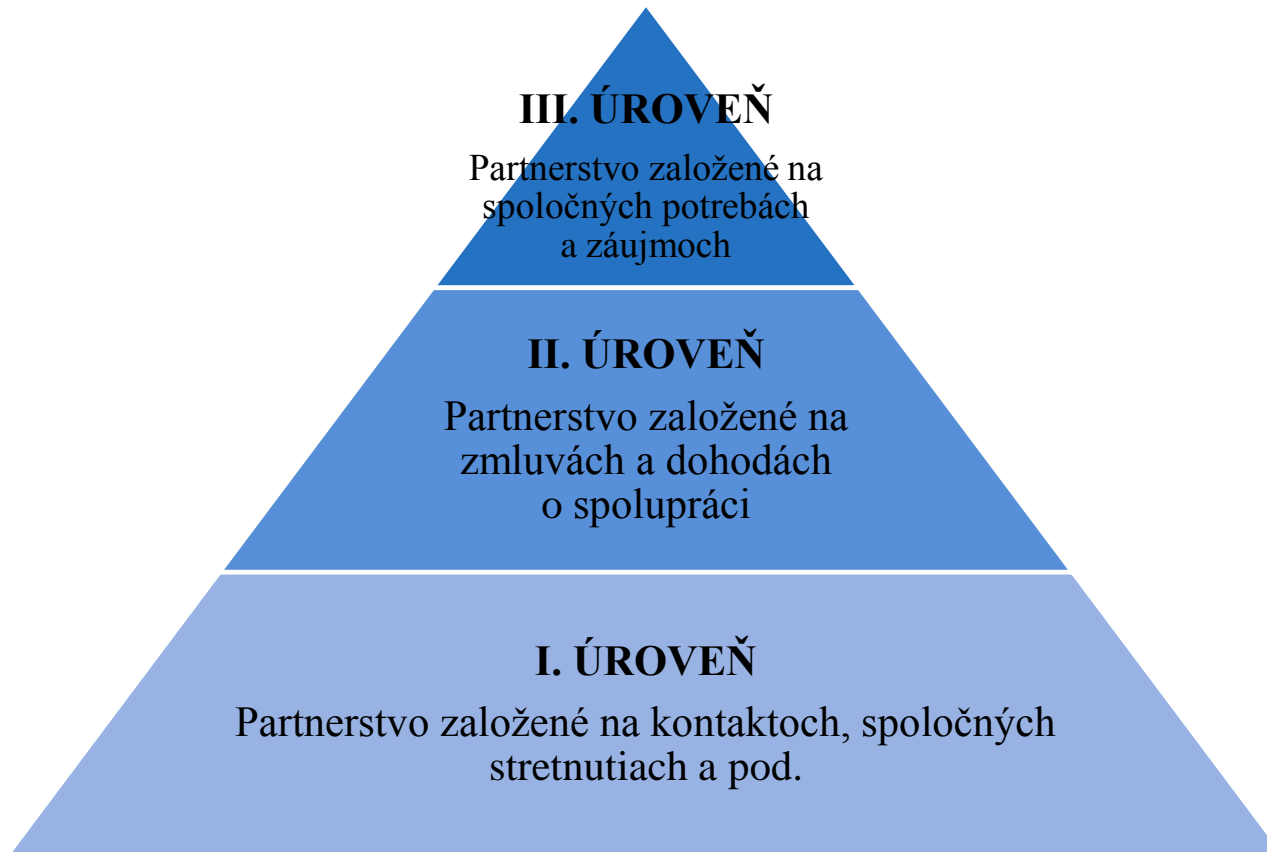 III. ÚROVEŇ
Partnerstvo založené na
spoločných potrebách
a záujmoch
II. ÚROVEŇ
Partnerstvo založené na
zmluvách a dohodách
o spolupráci
I. ÚROVEŇ
Partnerstvo založené na kontaktoch, spoločných
stretnutiach a pod.